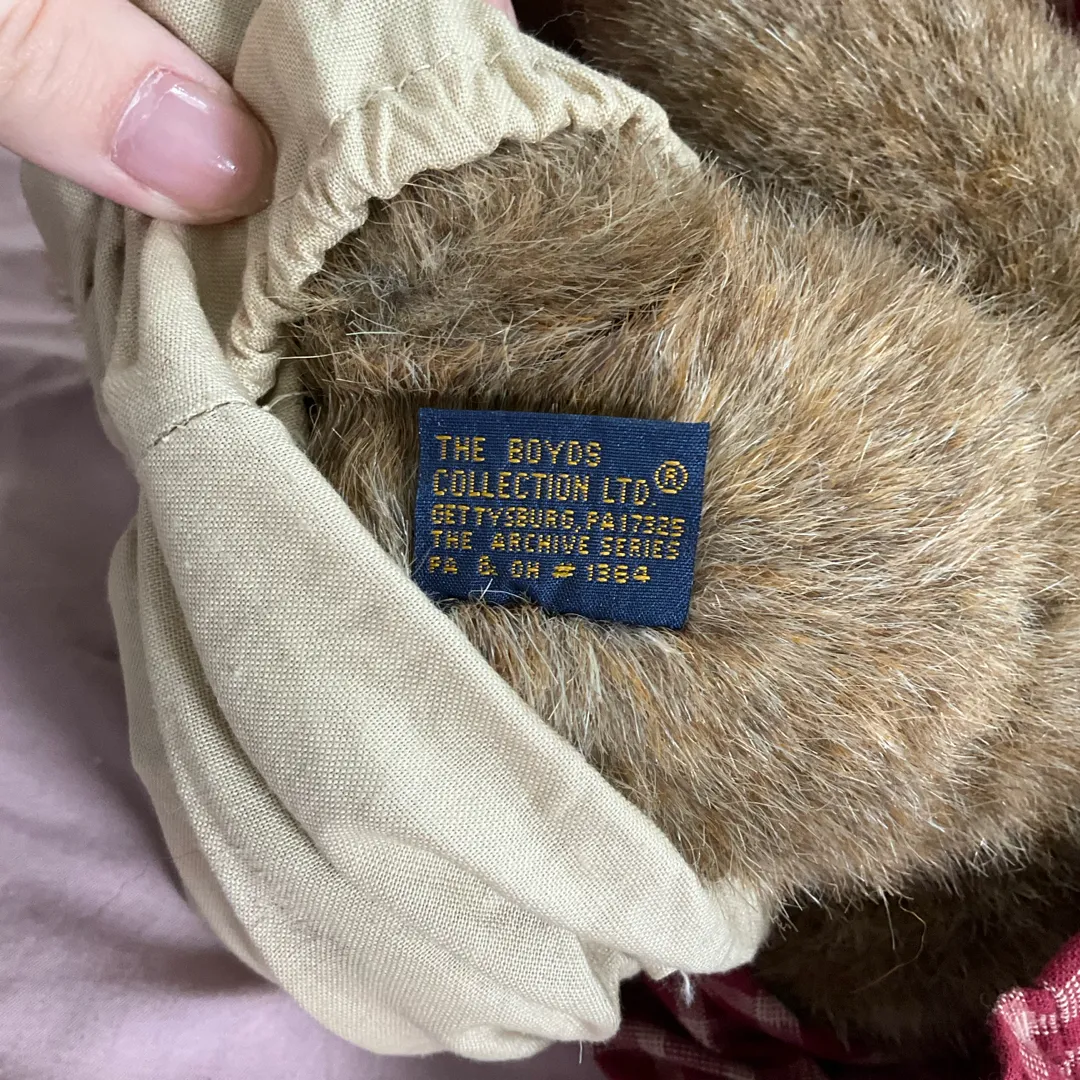 THE BOYDS
COLLECTION LTD.®
GETTYSBURG, PA 17325
THE ARCHIVE SERIES
PA & OH # 1364